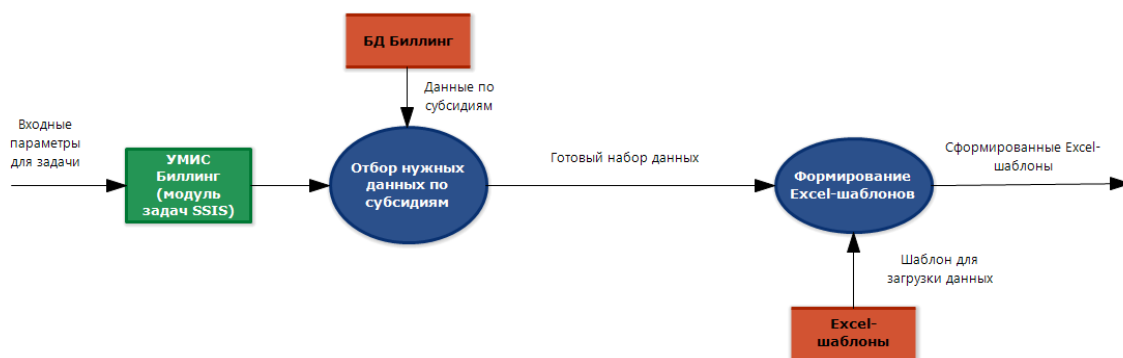 БД Биллинг
Данные по
субсидиям
Входные
параметры
для задачи
УМИС
Биллинг
(модуль
задач SSIS)
Отбор нужных
данных по
субсидиям
Готовый набор данных
Формирование
Excel-шаблонов
Сформированные Excel-
шаблоны
Шаблон для
загрузки данных
Excel-
шаблоны